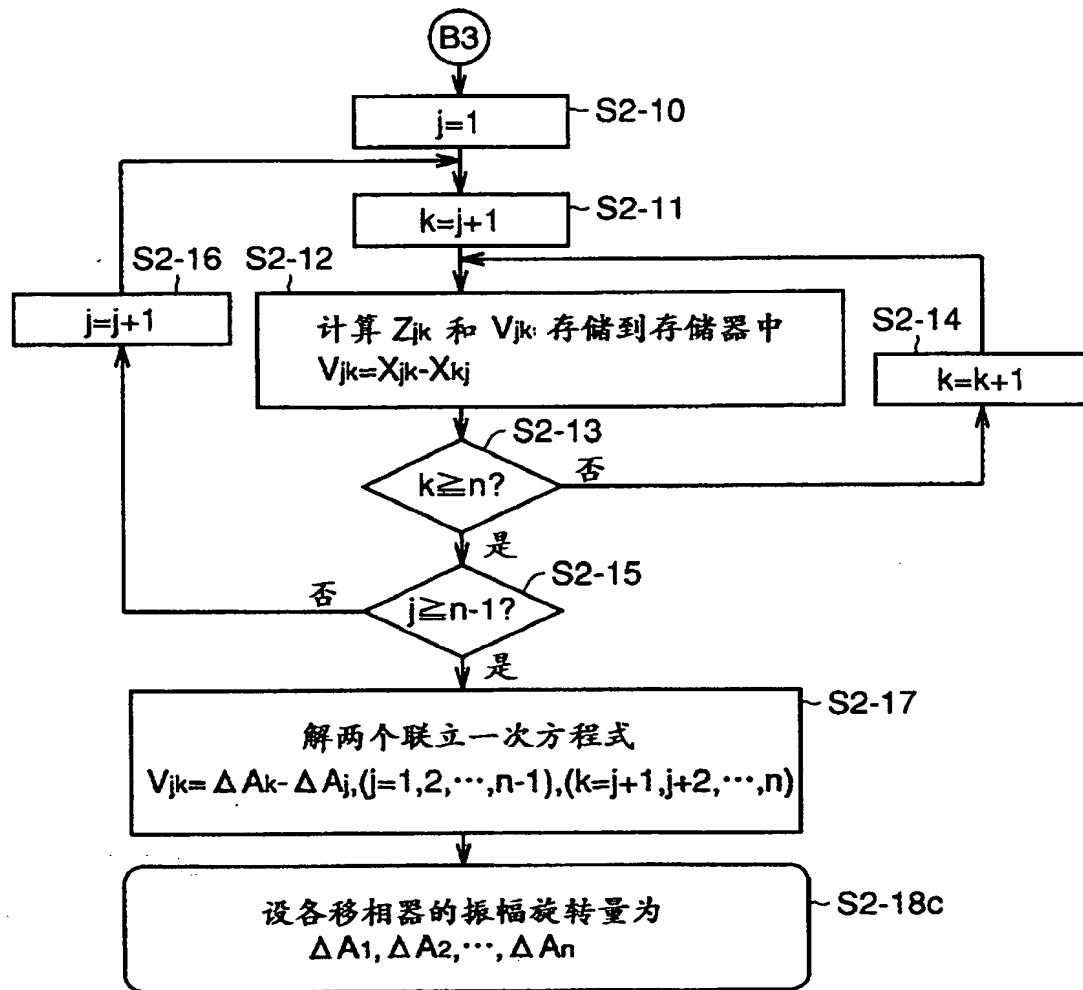 B3
j=1
S2-10
k=j+1
S2-11
S2-16
j=j+1
S2-12
计算 Zjk 和 Vjk: 存储到存储器中
Vjk=Xjk-Xkj
S2-14
k=k+1
S2-13
k≧n?
否
是
S2-15
否
j≧n-1?
是
S2-17
解两个联立一次方程式
Vjk=ΔAk-ΔAj,(j=1,2,···,n-1),(k=j+1,j+2,···,n)
S2-18c
设各移相器的振幅旋转量为
ΔA1,ΔA2,···,ΔAn